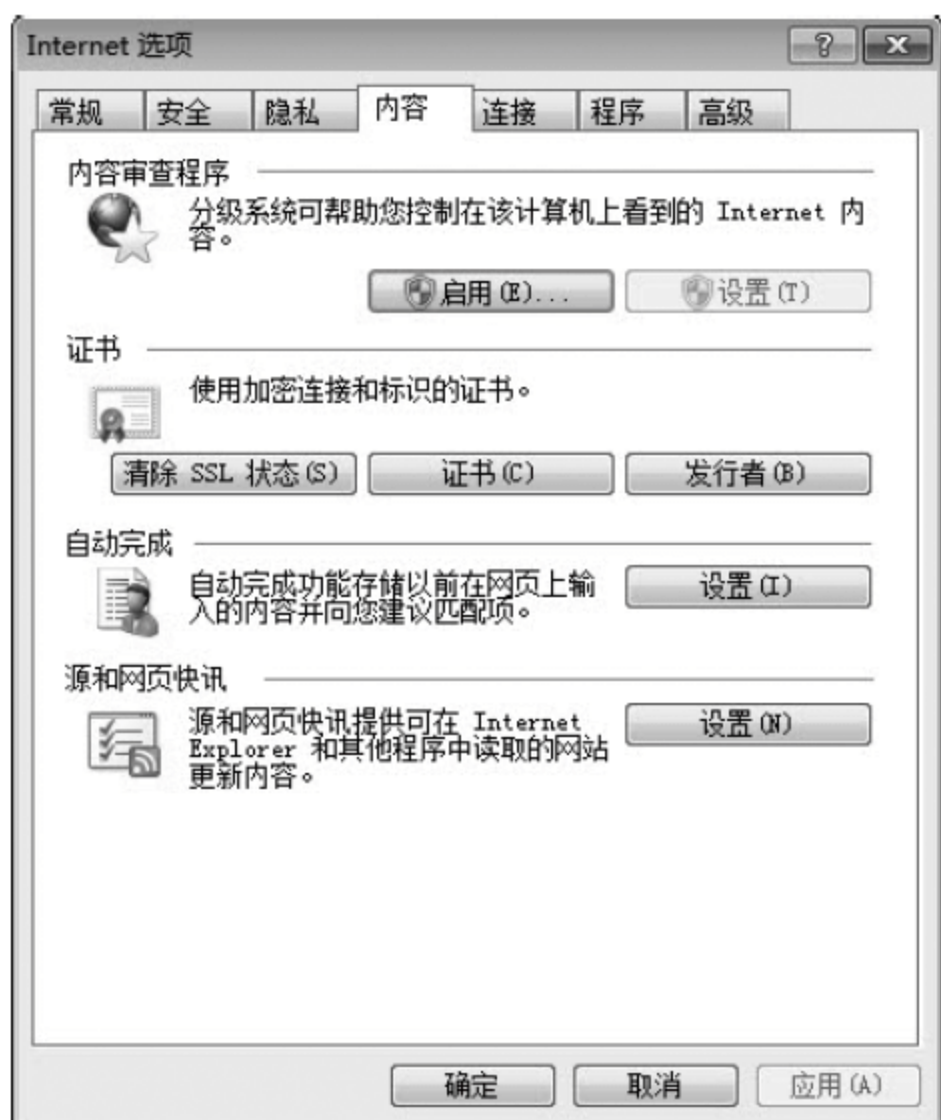 Internet 选项
常规 安全 隐私 内容 连接 程序 高级
内容审查程序
分级系统可帮助您控制在该计算机上看到的 Internet 内
容。
启用(E)... 设置(T)
证书
使用加密连接和标识的证书。
清除 SSL 状态(S) 证书(C) 发行者(B)
自动完成
自动完成功能存储以前在网页上输
入的内容并向您建议匹配项。
设置(I)
源和网页快讯
源和网页快讯提供可在 Internet
Explorer 和其他程序中读取的网站
更新内容。
设置(N)
确定 取消 应用(A)